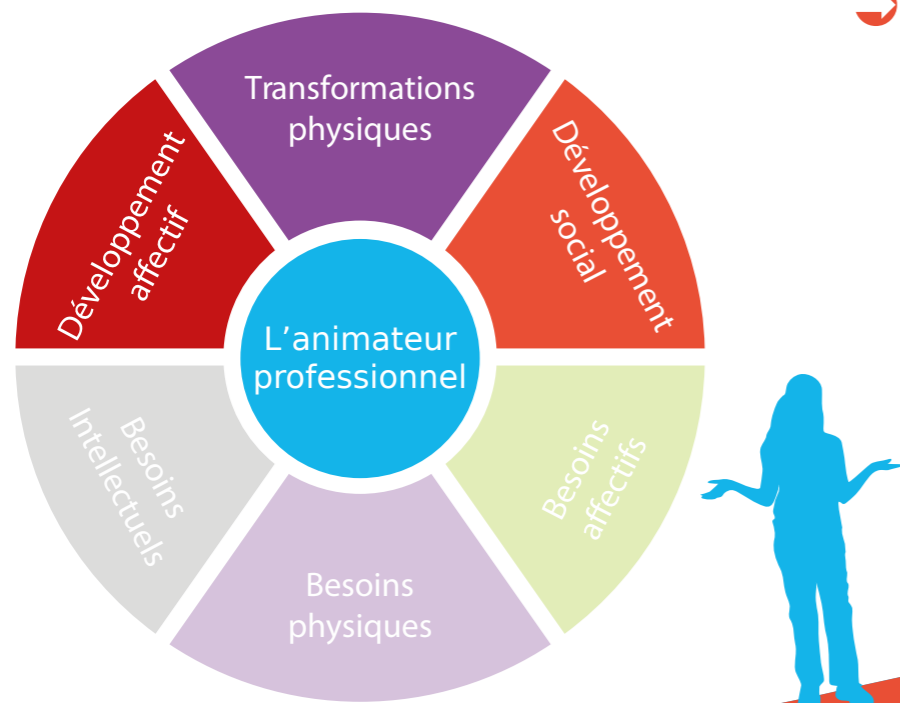 Transformations
physiques
Développement
affectif
Développement
social
L’animateur
professionnel
Besoins
Intellectuels
Besoins
affectifs
Besoins
physiques